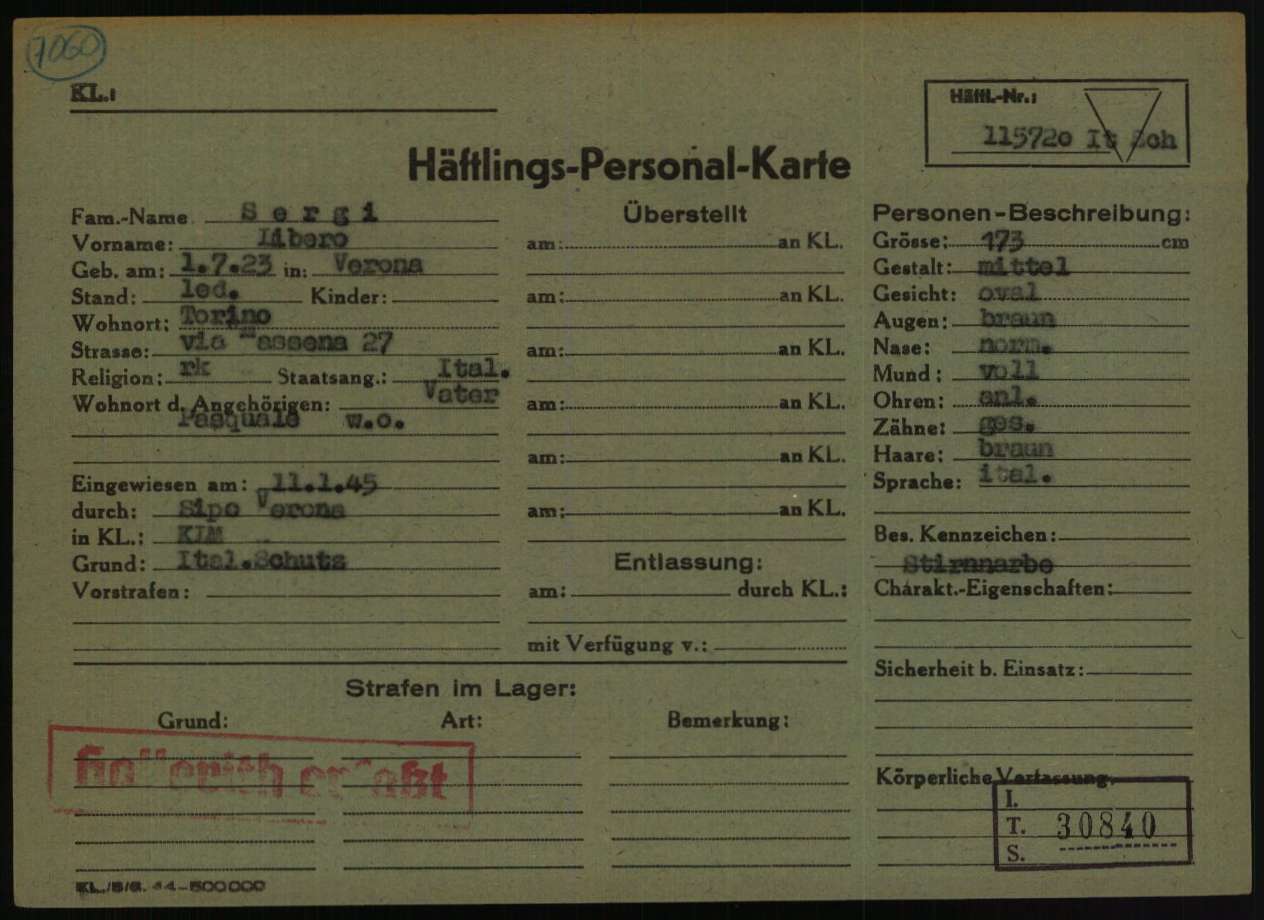 7060
KL.:
Häftl.-Nr.:
115720 It Sch
Häftlings-Personal-Karte
Fam.-Name Sergi
Vorname: Libero
Geb. am: 1.7.23 in: Verona
Stand: led. Kinder:
Wohnort: Torino
Strasse: via Massena 27
Religion: rk Staatsang.: Ital.
Wohnort d. Angehörigen: Vater
Pasquale w.o.
Eingewiesen am: 11.1.45
durch: Sipo Verona
in KL.: KLM
Grund: Ital.Schutz
Vorstrafen:
Überstellt
am: an KL.
am: an KL.
am: an KL.
am: an KL.
am: an KL.
am: an KL.
Entlassung:
am: durch KL.:
mit Verfügung v.:
Personen-Beschreibung:
Grösse: 173 cm
Gestalt: mittel
Gesicht: oval
Augen: braun
Nase: norm.
Mund: voll
Ohren: anl.
Zähne: ges.
Haare: braun
Sprache: ital.
Bes. Kennzeichen:
Stirnnarbe
Charakt.-Eigenschaften:
Sicherheit b. Einsatz:
Körperliche Verfassung:
Strafen im Lager:
Grund: Art: Bemerkung:
Hollerith erfaßt
I.
T. 30840
S.
KL./5/6. 44-500000